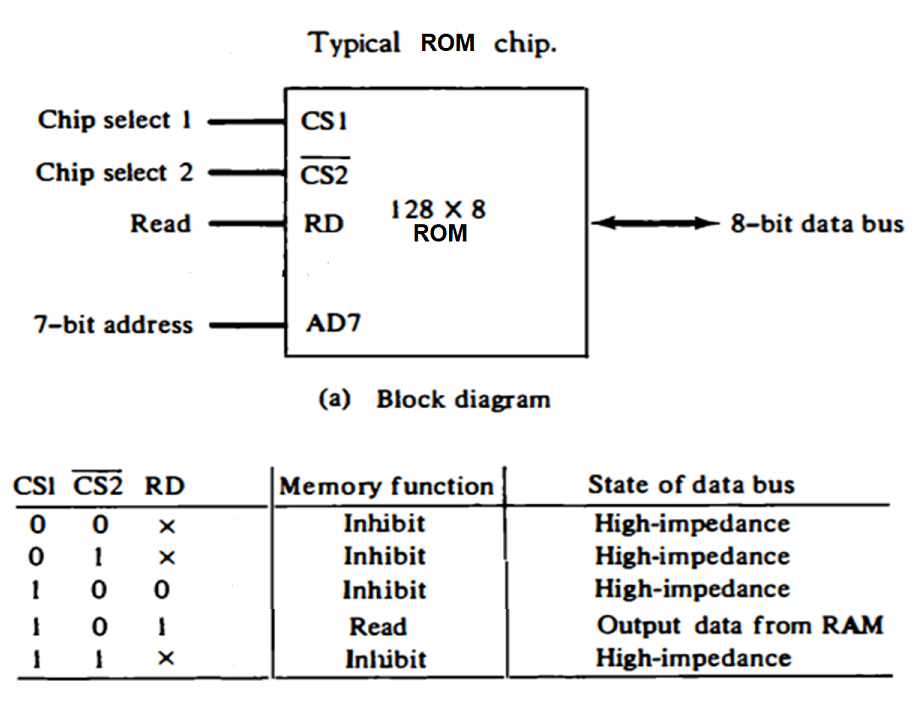 Typical ROM chip.
Chip select 1 CS1
Chip select 2 C̅S̅2̅
Read RD 128 × 8
ROM
8-bit data bus
7-bit address AD7
(a) Block diagram
CS1 C̅S̅2̅ RD Memory function State of data bus
0 0 × Inhibit High-impedance
0 1 × Inhibit High-impedance
1 0 0 Inhibit High-impedance
1 0 1 Read Output data from RAM
1 1 × Inhibit High-impedance